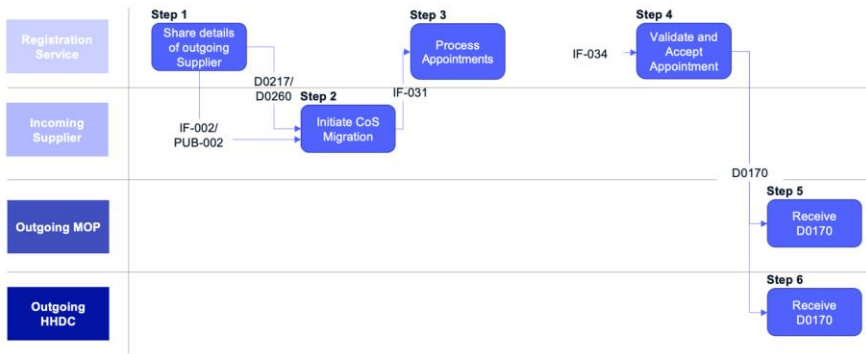 Registration
Service
Step 1
Share details
of outgoing
Supplier
Step 3
Process
Appointments
Step 4
Validate and
Accept
Appointment
IF-034
D0217/
D0260
IF-031
Incoming
Supplier
IF-002/
PUB-002
Step 2
Initiate CoS
Migration
D0170
Outgoing MOP
Step 5
Receive
D0170
Outgoing
HHDC
Step 6
Receive
D0170